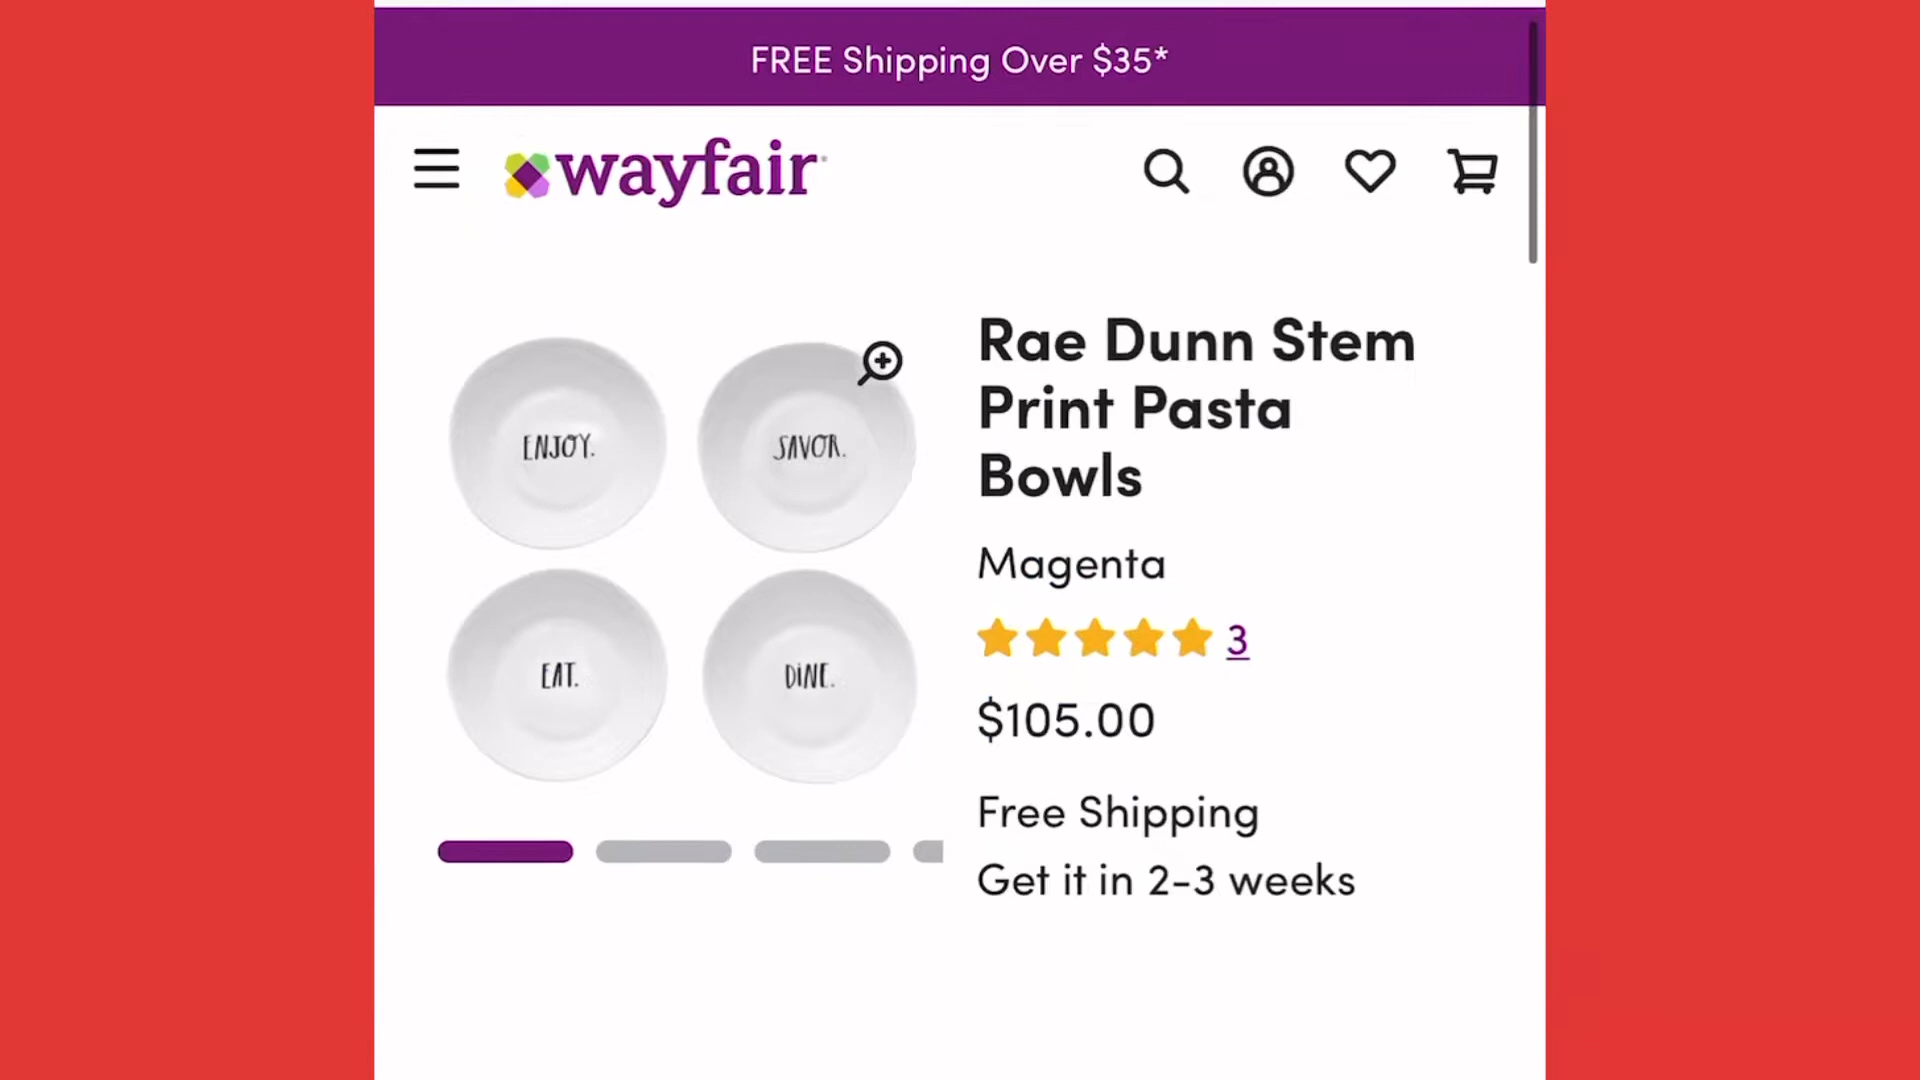 FREE Shipping Over $35*
wayfair
ENJOY.
SAVOR.
EAT.
DINE.
Rae Dunn Stem
Print Pasta
Bowls
Magenta
3
$105.00
Free Shipping
Get it in 2-3 weeks